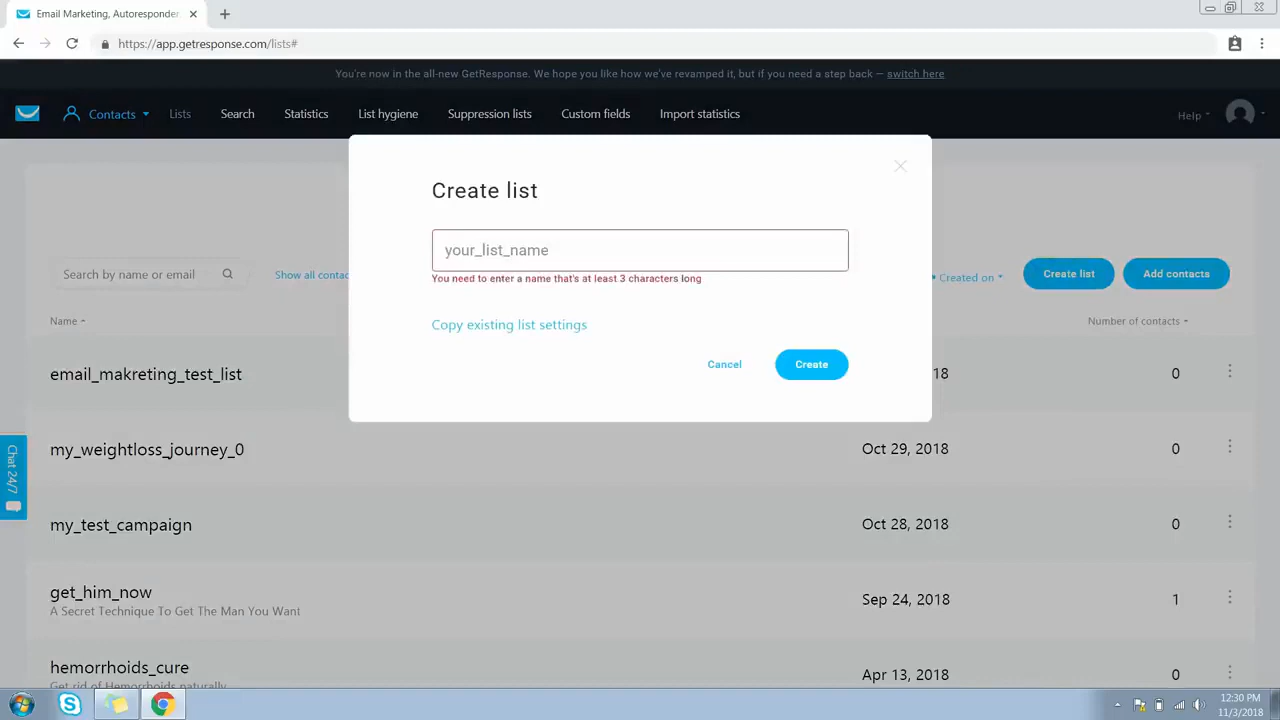 Email Marketing, Autoresponder
https://app.getresponse.com/lists#
You're now in the all-new GetResponse. We hope you like how we've revamped it, but if you need a step back — switch here
Contacts Lists Search Statistics List hygiene Suppression lists Custom fields Import statistics Help
Create list
your_list_name
You need to enter a name that's at least 3 characters long
Search by name or email Show all contac Created on Create list Add contacts
Copy existing list settings
Name Number of contacts
Cancel Create
email_makreting_test_list 18 0
my_weightloss_journey_0 Oct 29, 2018 0
Chat 24/7
my_test_campaign Oct 28, 2018 0
get_him_now Sep 24, 2018 1
A Secret Technique To Get The Man You Want
hemorrhoids_cure Apr 13, 2018 0
Get rid of Hemorrhoids naturally
12:30 PM
11/3/2018